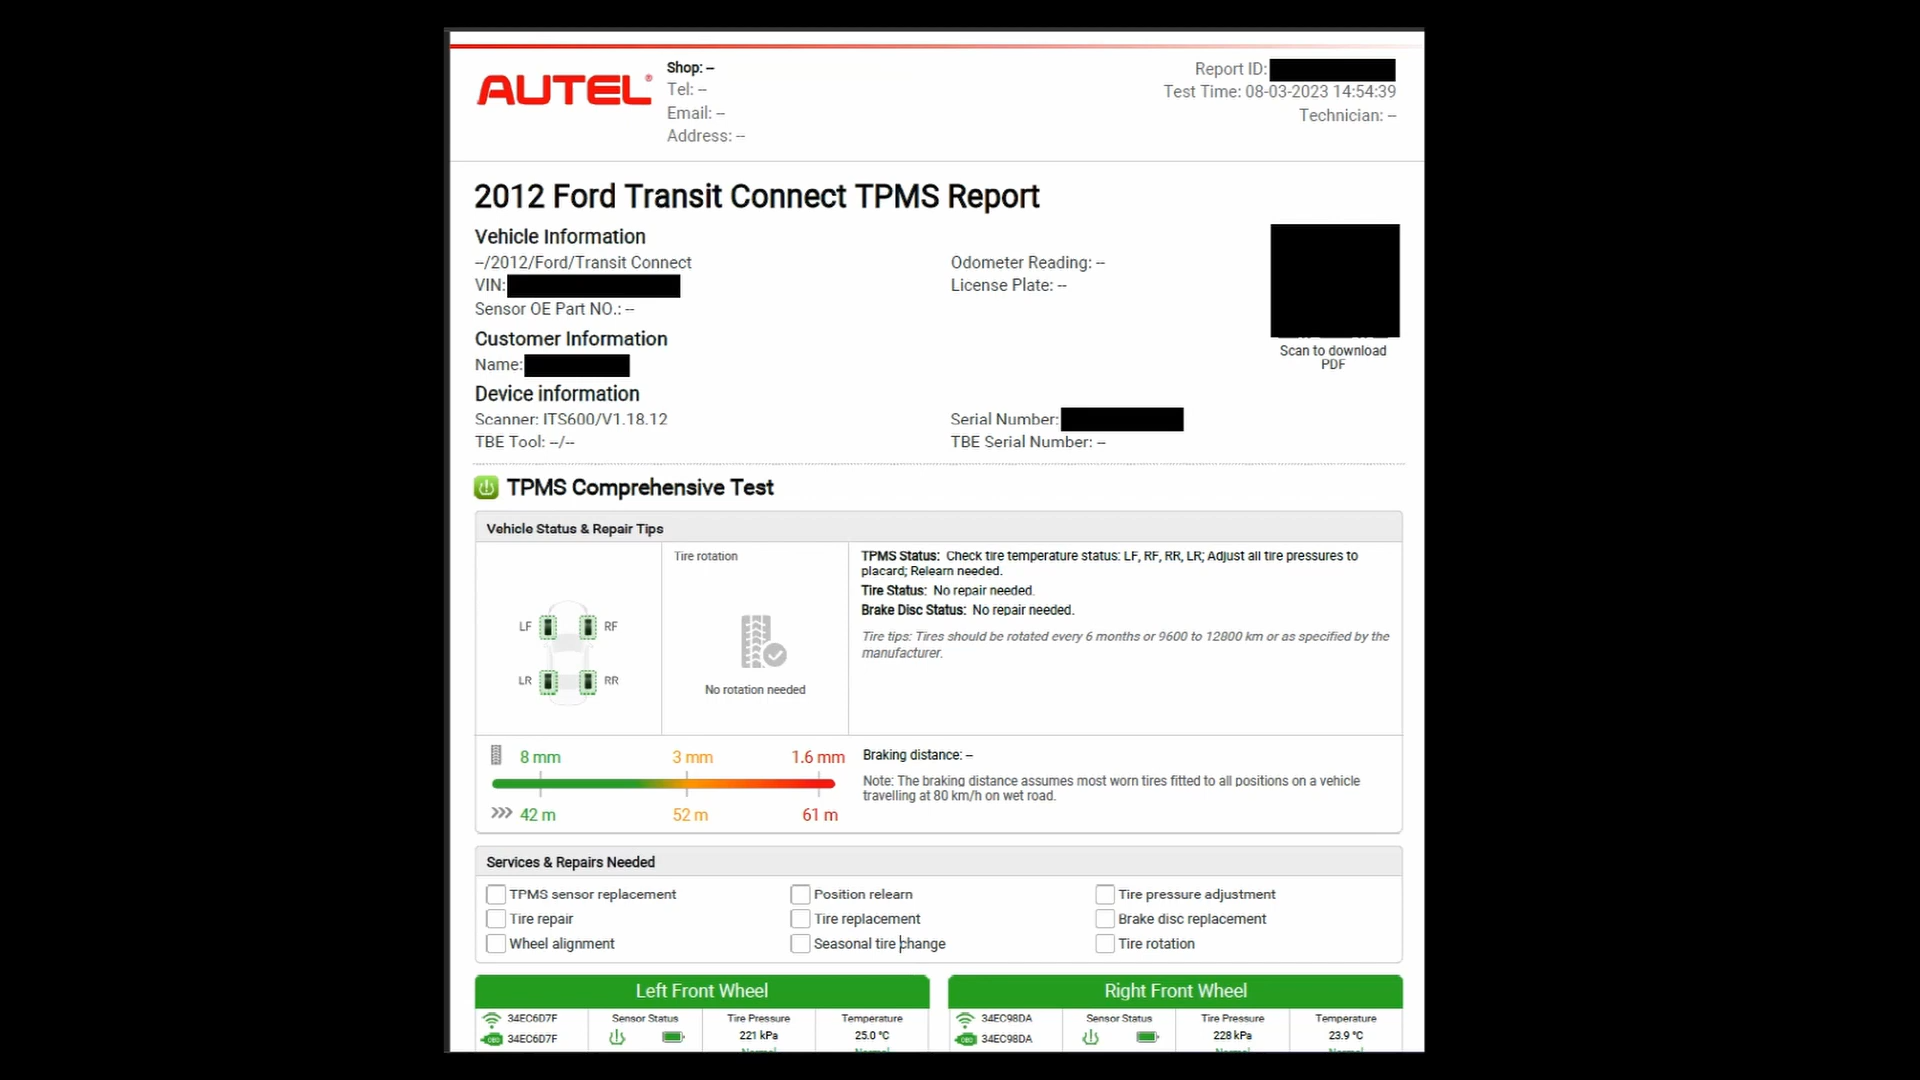 AUTEL®
Shop: --
Tel: --
Email: --
Address: --
Report ID:
Test Time: 08-03-2023 14:54:39
Technician: --
2012 Ford Transit Connect TPMS Report
Vehicle Information
--/2012/Ford/Transit Connect
VIN:
Sensor OE Part NO.: --
Odometer Reading: --
License Plate: --
Scan to download
PDF
Customer Information
Name:
Device information
Scanner: ITS600/V1.18.12
TBE Tool: --/--
Serial Number:
TBE Serial Number: --
TPMS Comprehensive Test
Vehicle Status & Repair Tips
LF
RF
LR
RR
Tire rotation
No rotation needed
TPMS Status: Check tire temperature status: LF, RF, RR, LR; Adjust all tire pressures to
placard; Relearn needed.
Tire Status: No repair needed.
Brake Disc Status: No repair needed.
Tire tips: Tires should be rotated every 6 months or 9600 to 12800 km or as specified by the
manufacturer.
8 mm
3 mm
1.6 mm
42 m
52 m
61 m
Braking distance: --
Note: The braking distance assumes most worn tires fitted to all positions on a vehicle
travelling at 80 km/h on wet road.
Services & Repairs Needed
TPMS sensor replacement
Position relearn
Tire pressure adjustment
Tire repair
Tire replacement
Brake disc replacement
Wheel alignment
Seasonal tire change
Tire rotation
Left Front Wheel
34EC6D7F
OBD 34EC6D7F
Sensor Status
Tire Pressure
221 kPa
Normal
Temperature
25.0 °C
Normal
Right Front Wheel
34EC98DA
OBD 34EC98DA
Sensor Status
Tire Pressure
228 kPa
Normal
Temperature
23.9 °C
Normal